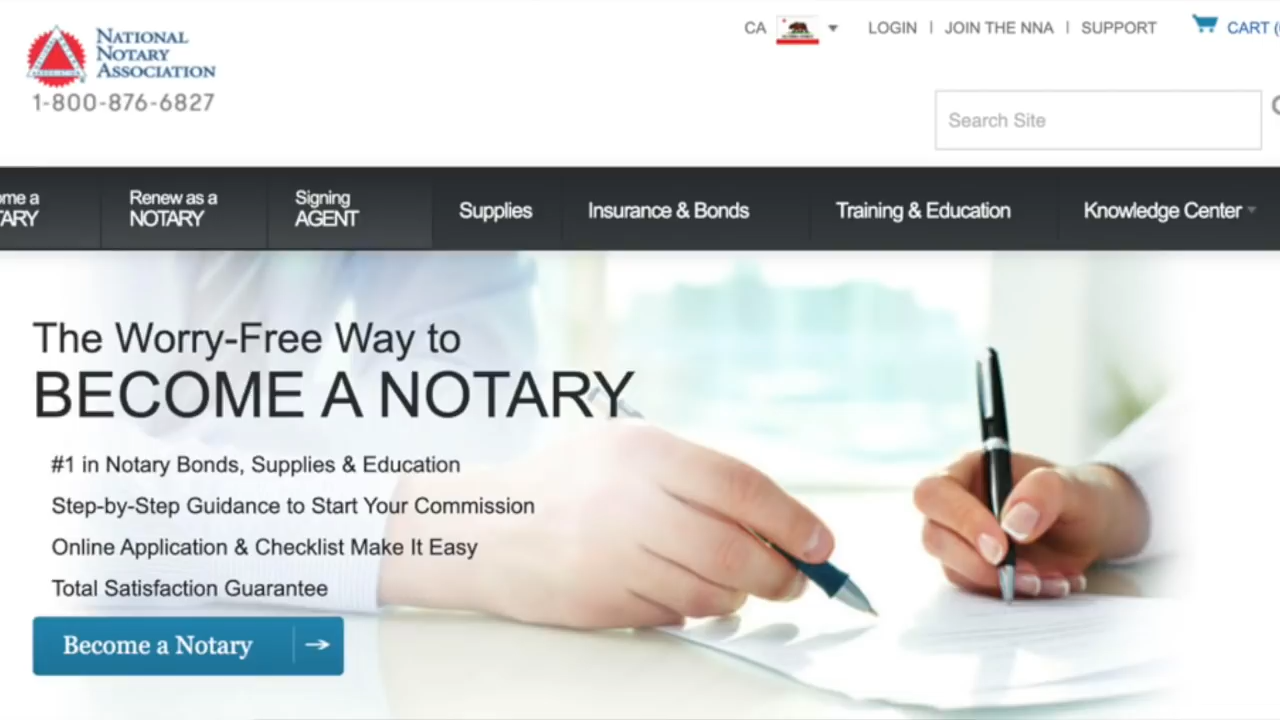 NATIONAL
NOTARY
ASSOCIATION
1-800-876-6827
CA
LOGIN | JOIN THE NNA | SUPPORT
CART
Search Site
Renew as a
NOTARY
Signing
AGENT
Supplies
Insurance & Bonds
Training & Education
Knowledge Center
The Worry-Free Way to
BECOME A NOTARY
#1 in Notary Bonds, Supplies & Education
Step-by-Step Guidance to Start Your Commission
Online Application & Checklist Make It Easy
Total Satisfaction Guarantee
Become a Notary